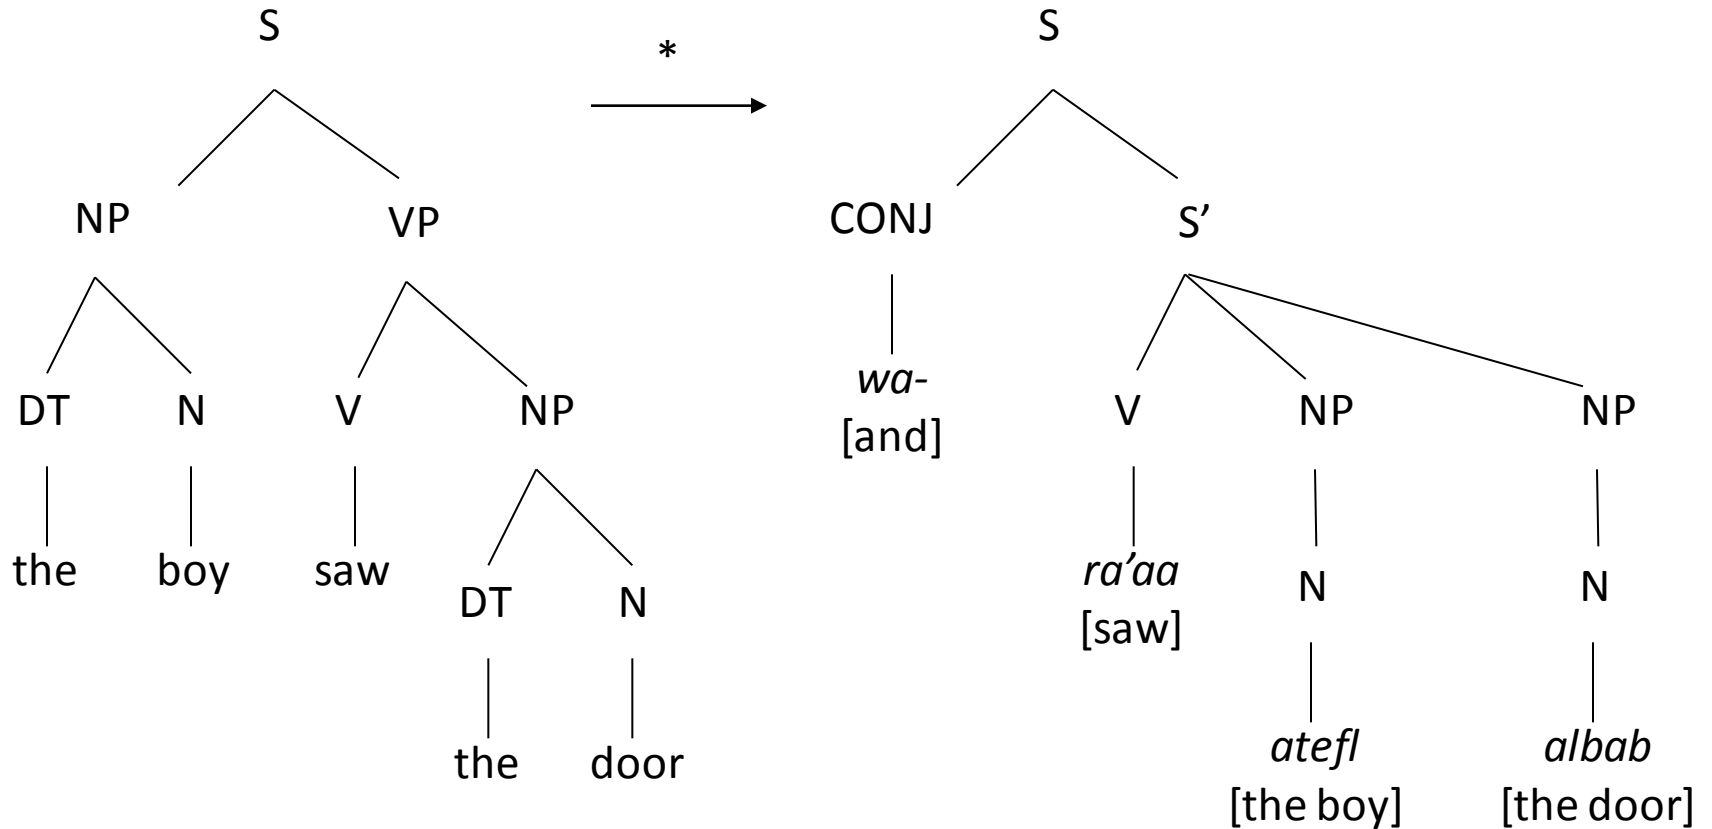 S * S
NP VP CONJ S’
wa-
[and]
DT N V NP V NP NP
the boy saw ra’aa N N
[saw]
DT N
atefl albab
the door [the boy] [the door]